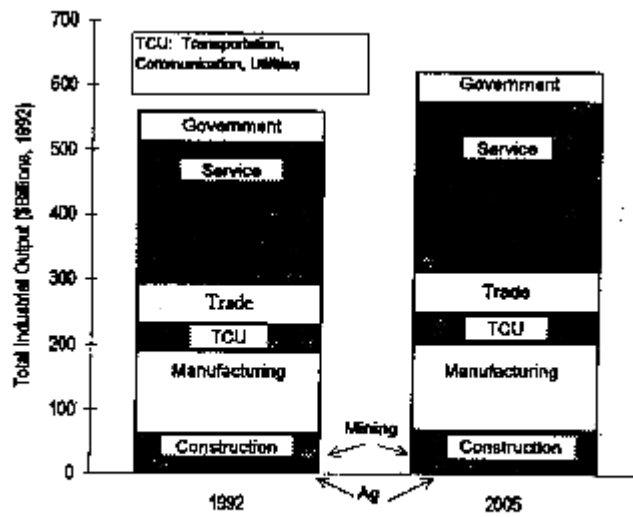 700
600
500
400
300
200
100
0
Total Industrial Output ($Billions, 1992)
TCU: Transportation,
Communication, Utilities
Government
Service
Trade
TCU
Manufacturing
Construction
1992
Government
Service
Trade
TCU
Manufacturing
Construction
2005
Mining
Ag